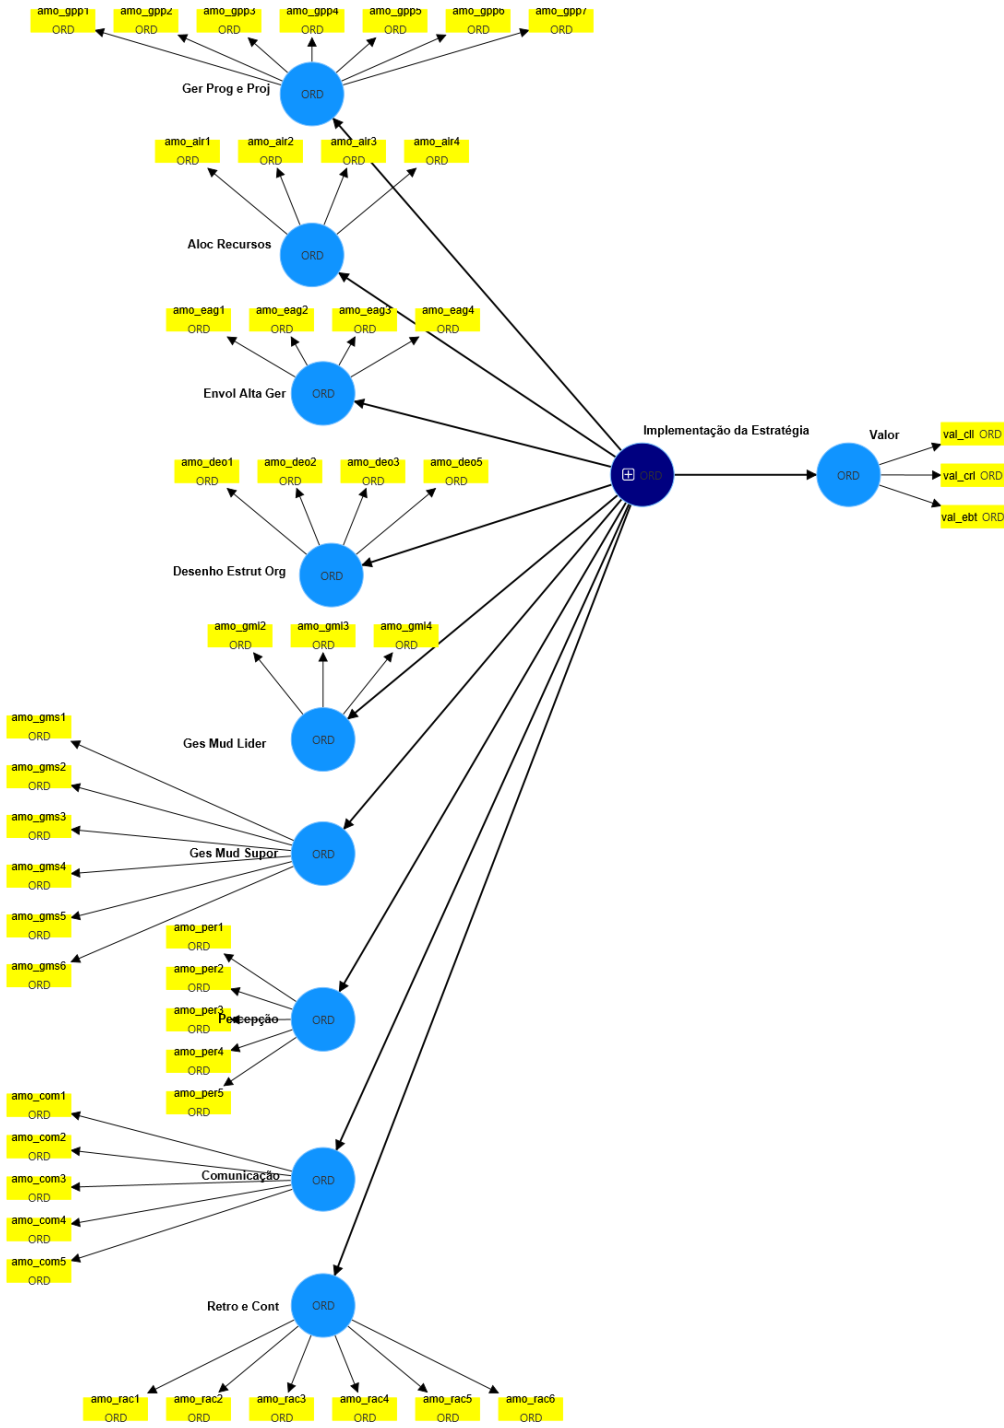 amo_gpp1 amo_gpp2 amo_gpp3 amo_gpp4 amo_gpp5 amo_gpp6 amo_gpp7
ORD ORD ORD ORD ORD ORD ORD
Ger Prog e Proj ORD
amo_alr1 amo_alr2 amo_alr3 amo_alr4
ORD ORD ORD ORD
Aloc Recursos ORD
amo_eag1 amo_eag2 amo_eag3 amo_eag4
ORD ORD ORD ORD
Envol Alta Ger ORD
Implementação da Estratégia
ORD
Valor
ORD
val_cll ORD
val_crl ORD
val_ebt ORD
amo_deo1 amo_deo2 amo_deo3 amo_deo5
ORD ORD ORD ORD
Desenho Estrut Org ORD
amo_gml2 amo_gml3 amo_gml4
ORD ORD ORD
Ges Mud Lider ORD
amo_gms1
ORD
amo_gms2
ORD
amo_gms3
ORD
amo_gms4
ORD
amo_gms5
ORD
amo_gms6
ORD
Ges Mud Supor ORD
amo_per1
ORD
amo_per2
ORD
amo_per3
ORD
amo_per4
ORD
amo_per5
ORD
Percepção ORD
amo_com1
ORD
amo_com2
ORD
amo_com3
ORD
amo_com4
ORD
amo_com5
ORD
Comunicação ORD
Retro e Cont ORD
amo_rac1 amo_rac2 amo_rac3 amo_rac4 amo_rac5 amo_rac6
ORD ORD ORD ORD ORD ORD